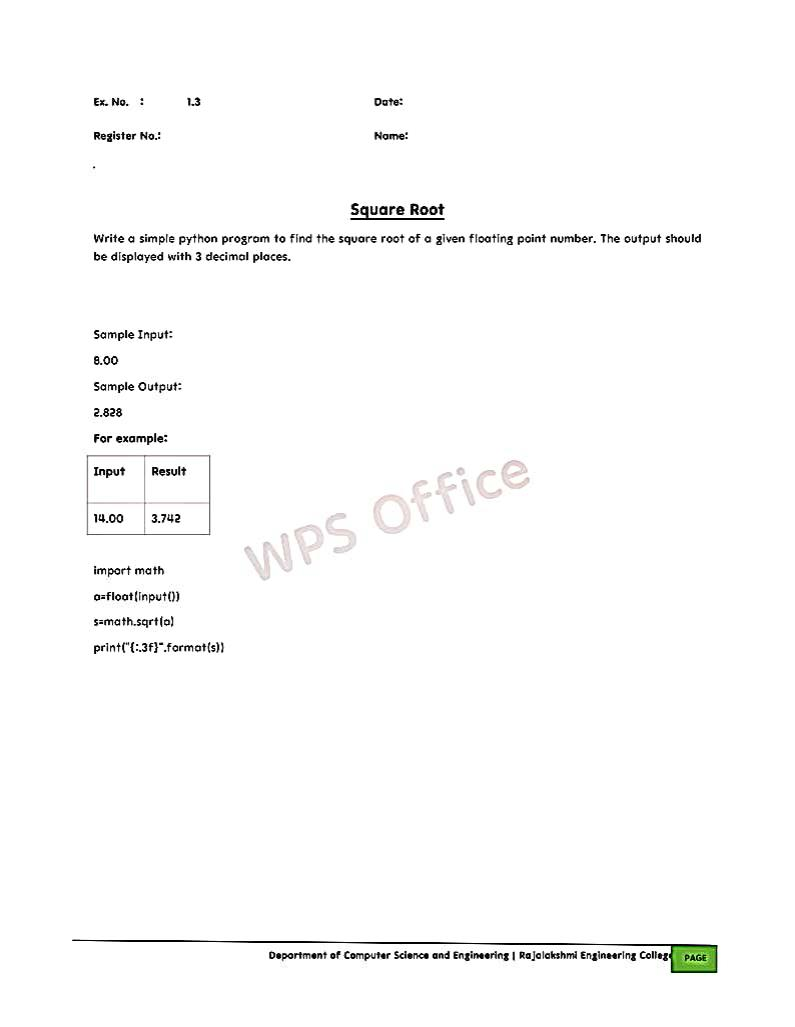 Ex. No. : 1.3 Date:
Register No.: Name:
.
Square Root
Write a simple python program to find the square root of a given floating point number. The output should
be displayed with 3 decimal places.
Sample Input:
8.00
Sample Output:
2.828
For example:
Input Result
14.00 3.742
WPS Office
import math
a=float(input())
s=math.sqrt(a)
print("{:.3f}".format(s))
Department of Computer Science and Engineering | Rajalakshmi Engineering College
PAGE